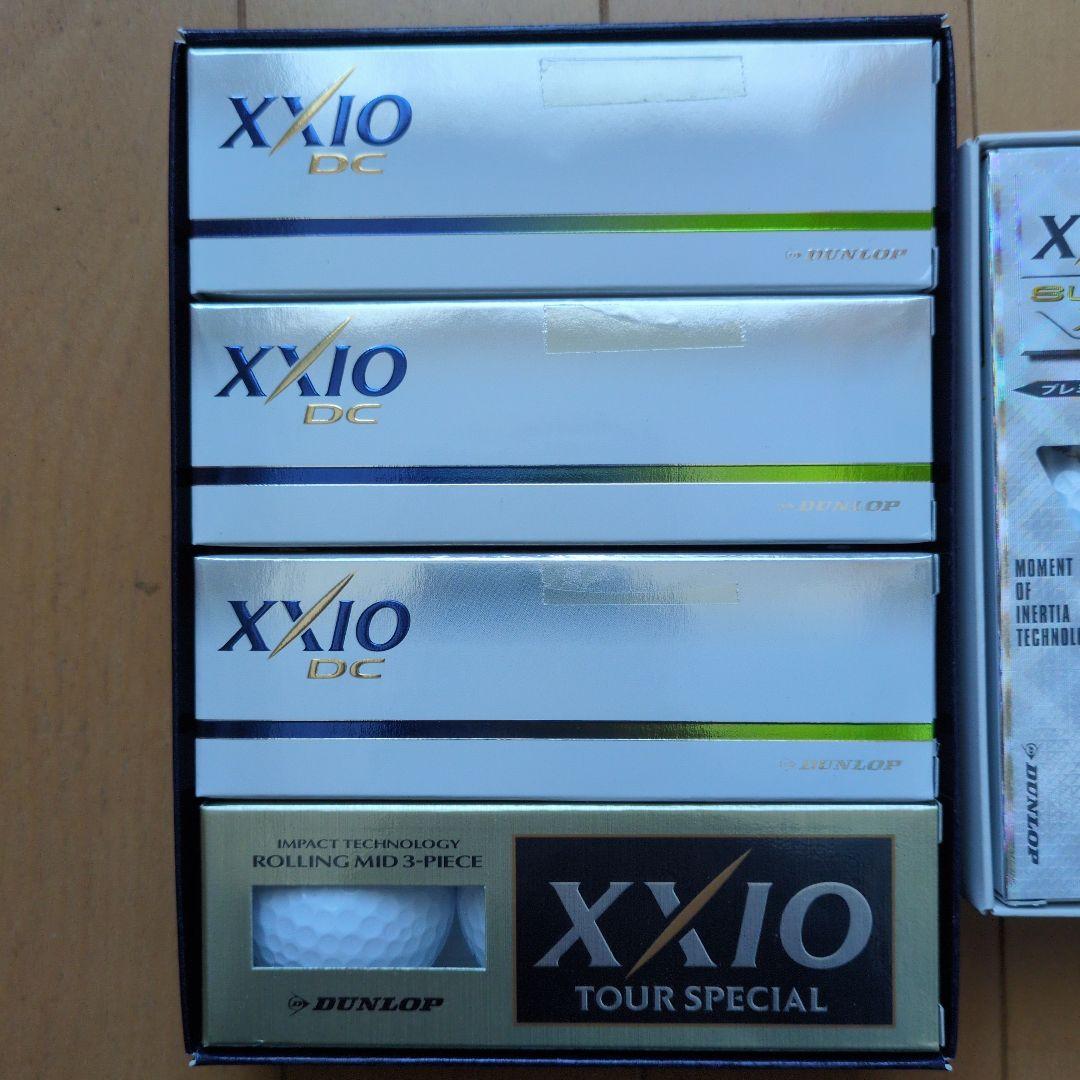 XXIO
DC
DUNLOP
XXIO
DC
DUNLOP
XXIO
DC
DUNLOP
IMPACT TECHNOLOGY
ROLLING MID 3-PIECE
DUNLOP
XXIO
TOUR SPECIAL
MOMENT
OF
INERTIA
DUNLOP